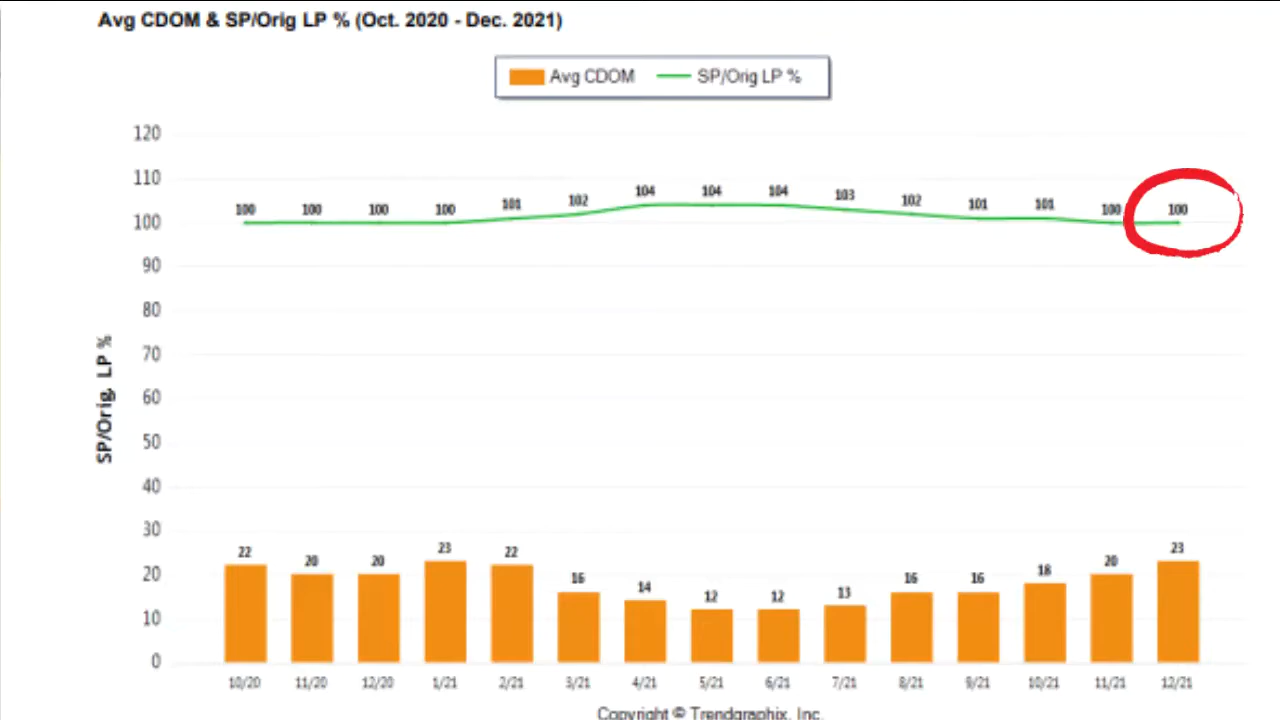 Avg CDOM & SP/Orig LP % (Oct. 2020 - Dec. 2021)
Avg CDOM SP/Orig LP %
120
110
100
90
80
70
60
50
40
30
20
10
0
SP/Orig. LP %
100 100 100 100 101 102 104 104 104 103 102 101 101 100 100
22 20 20 23 22 16 14 12 12 13 16 16 18 20 23
10/20 11/20 12/20 1/21 2/21 3/21 4/21 5/21 6/21 7/21 8/21 9/21 10/21 11/21 12/21
Copyright © Trendgraphix, Inc.